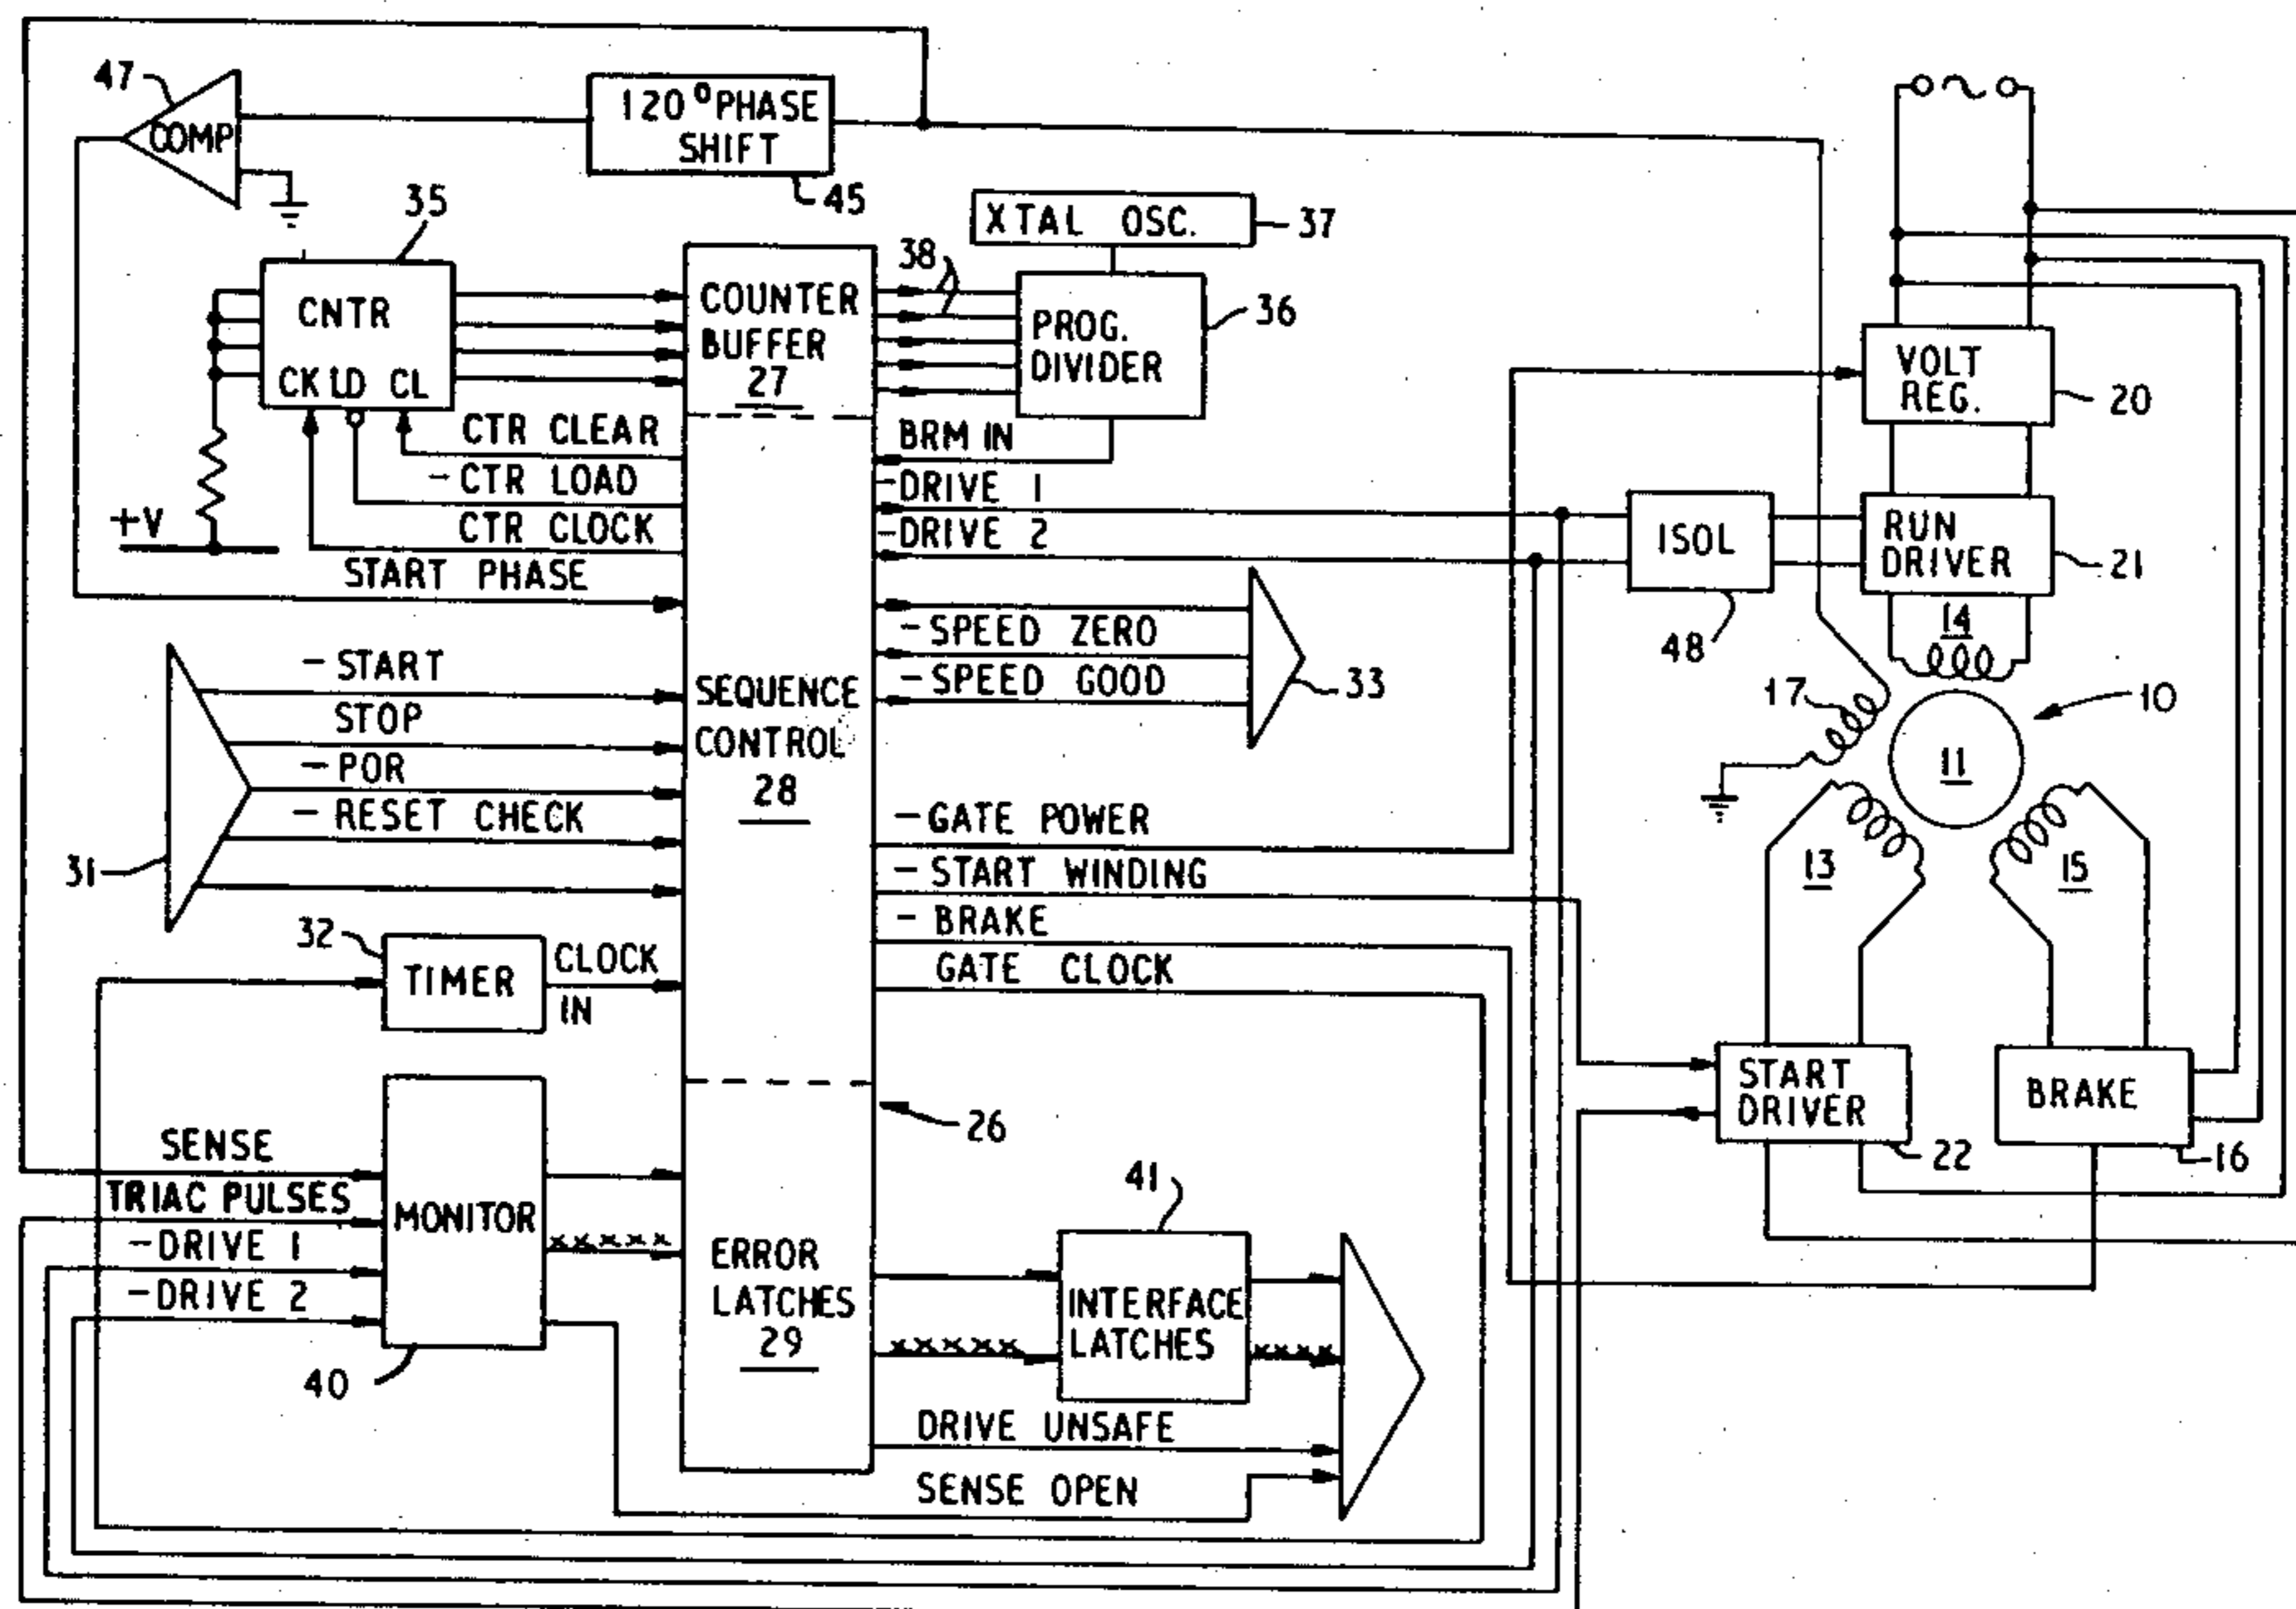 47
COMP
120° PHASE
SHIFT
45
35
XTAL OSC.
37
38
CNTR
CK LD CL
COUNTER
BUFFER
27
PROG.
DIVIDER
36
VOLT
REG.
20
CTR CLEAR
- CTR LOAD
CTR CLOCK
+V
START PHASE
BRM IN
-DRIVE 1
-DRIVE 2
ISOL
48
RUN
DRIVER
21
14
- SPEED ZERO
- SPEED GOOD
33
- START
STOP
- POR
- RESET CHECK
31
SEQUENCE
CONTROL
28
17
10
11
13
15
- GATE POWER
- START WINDING
- BRAKE
GATE CLOCK
32
TIMER
CLOCK
IN
START
DRIVER
22
BRAKE
16
26
SENSE
TRIAC PULSES
- DRIVE 1
- DRIVE 2
MONITOR
40
xxxxx
ERROR
LATCHES
29
41
INTERFACE
LATCHES
xxxxx
xxxx
DRIVE UNSAFE
SENSE OPEN